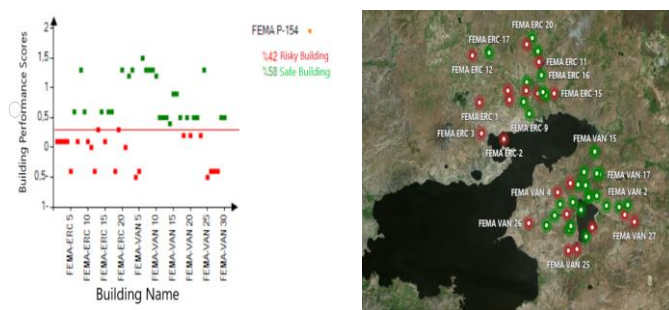 FEMA P-154
%42 Risky Building
%58 Safe Building
Building Performance Scores
2
1,5
1
0,5
0
0,5-
1-
FEMA-ERC 5
FEMA-ERC 10
FEMA-ERC 15
FEMA-ERC 20
FEMA-VAN 5
FEMA-VAN 10
FEMA-VAN 15
FEMA-VAN 20
FEMA-VAN 25
FEMA-VAN 30
Building Name
FEMA ERC-20
FEMA ERC-17
FEMA ERC-11
FEMA ERC-12
FEMA ERC-16
FEMA ERC-15
FEMA ERC-1
FEMA ERC-9
FEMA ERC-3
FEMA ERC-2
FEMA VAN-15
FEMA VAN-17
FEMA VAN-4
FEMA VAN-2
FEMA VAN-26
FEMA VAN-27
FEMA VAN-25